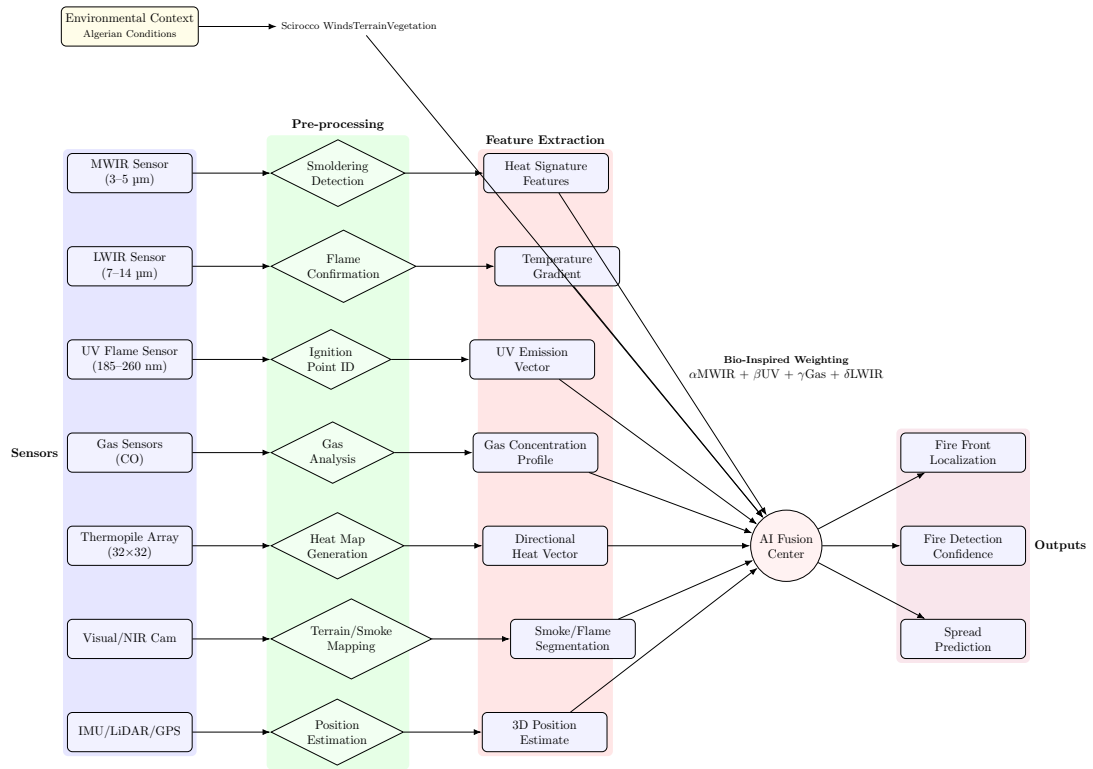 Environmental Context
Algerian Conditions
Scirocco WindsTerrainVegetation
Pre-processing
Feature Extraction
MWIR Sensor
(3–5 µm)
Smoldering
Detection
Heat Signature
Features
LWIR Sensor
(7–14 µm)
Flame
Confirmation
Temperature
Gradient
UV Flame Sensor
(185–260 nm)
Ignition
Point ID
UV Emission
Vector
Bio-Inspired Weighting
αMWIR + βUV + γGas + δLWIR
Sensors
Gas Sensors
(CO)
Gas
Analysis
Gas Concentration
Profile
Fire Front
Localization
Thermopile Array
(32×32)
Heat Map
Generation
Directional
Heat Vector
AI Fusion
Center
Fire Detection
Confidence
Outputs
Visual/NIR Cam
Terrain/Smoke
Mapping
Smoke/Flame
Segmentation
Spread
Prediction
IMU/LiDAR/GPS
Position
Estimation
3D Position
Estimate